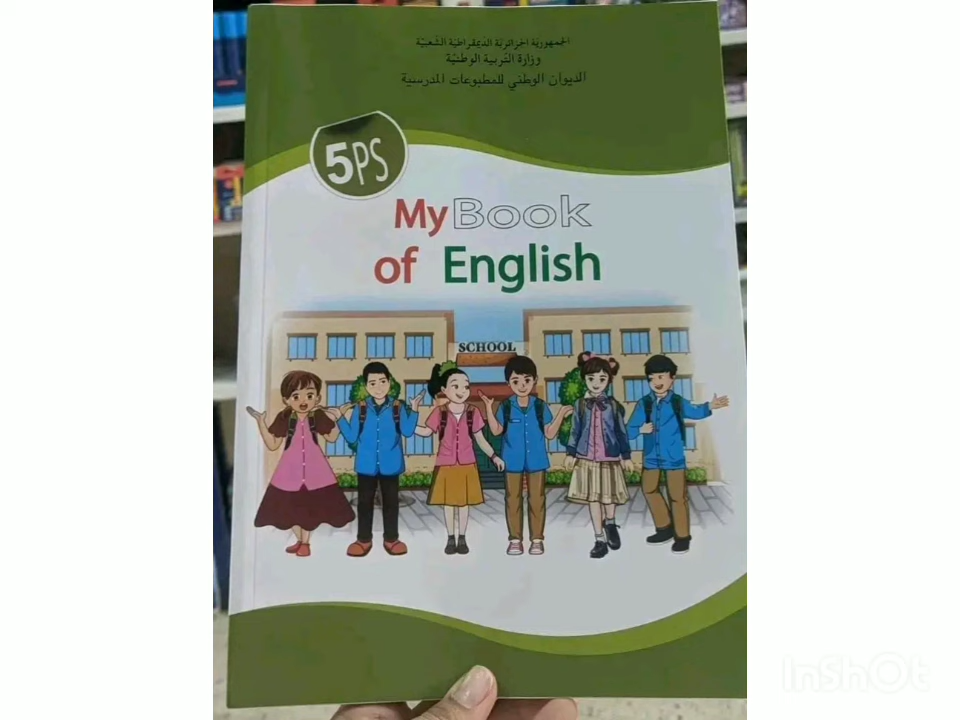 الجمهورية الجزائرية الديمقراطية الشعبية
وزارة التربية الوطنية
الديوان الوطني للمطبوعات المدرسية
5PS
My Book
of English
SCHOOL
InShOt